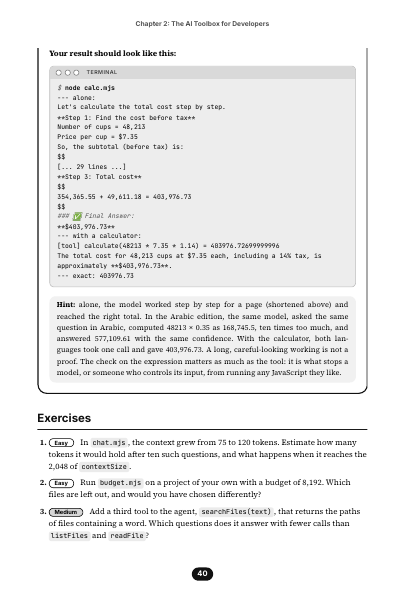 Chapter 2: The AI Toolbox for Developers
Your result should look like this:
TERMINAL
$ node calc.mjs
--- alone:
Let's calculate the total cost step by step.
**Step 1: Find the cost before tax**
Number of cups = 48,213
Price per cup = $7.35
So, the subtotal (before tax) is:
$$
[... 29 lines ...]
**Step 3: Total cost**
$$
354,365.55 + 49,611.18 = 403,976.73
$$
### ✅ Final Answer:
**$403,976.73**
--- with a calculator:
[tool] calculate(48213 * 7.35 * 1.14) = 403976.72699999996
The total cost for 48,213 cups at $7.35 each, including a 14% tax, is
approximately **$403,976.73**.
--- exact: 403976.73
Hint: alone, the model worked step by step for a page (shortened above) and
reached the right total. In the Arabic edition, the same model, asked the same
question in Arabic, computed 48213 × 0.35 as 168,745.5, ten times too much, and
answered 577,109.61 with the same confidence. With the calculator, both lan-
guages took one call and gave 403,976.73. A long, careful-looking working is not a
proof. The check on the expression matters as much as the tool: it is what stops a
model, or someone who controls its input, from running any JavaScript they like.
Exercises
1. Easy In chat.mjs, the context grew from 75 to 120 tokens. Estimate how many
tokens it would hold after ten such questions, and what happens when it reaches the
2,048 of contextSize.
2. Easy Run budget.mjs on a project of your own with a budget of 8,192. Which
files are left out, and would you have chosen differently?
3. Medium Add a third tool to the agent, searchFiles(text), that returns the paths
of files containing a word. Which questions does it answer with fewer calls than
listFiles and readFile?
40